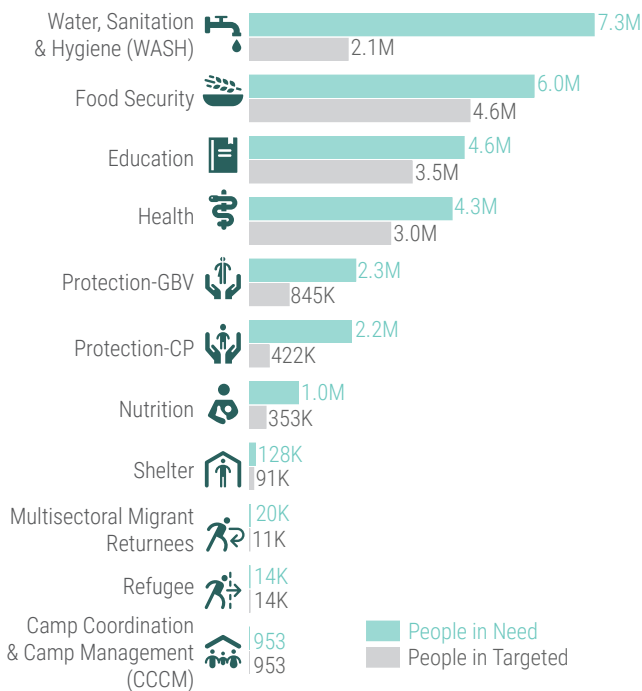 Water, Sanitation
& Hygiene (WASH)
7.3M
2.1M
Food Security
6.0M
4.6M
Education
4.6M
3.5M
Health
4.3M
3.0M
Protection-GBV
2.3M
845K
Protection-CP
2.2M
422K
Nutrition
1.0M
353K
Shelter
128K
91K
Multisectoral Migrant
Returnees
20K
11K
Refugee
14K
14K
Camp Coordination
& Camp Management
(CCCM)
953
953
People in Need
People in Targeted